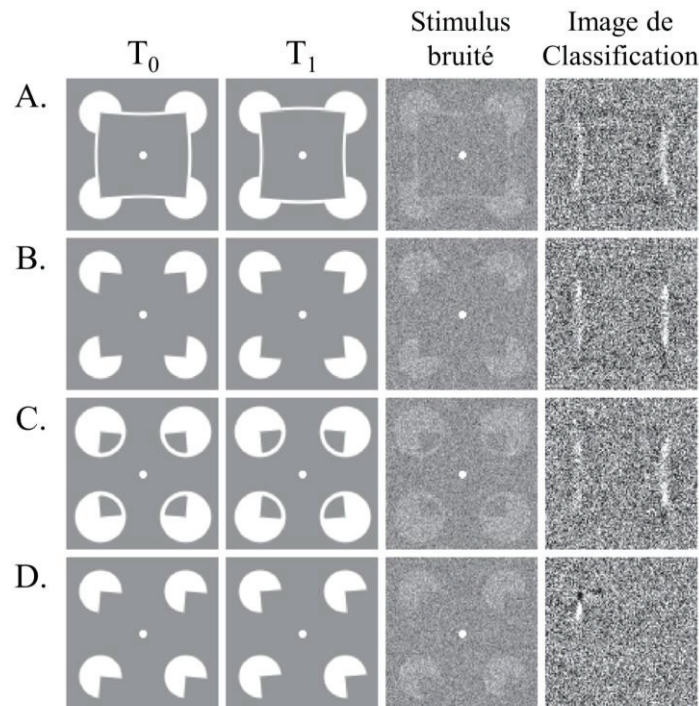 T₀
T₁
Stimulus
bruité
Image de
Classification
A.
B.
C.
D.